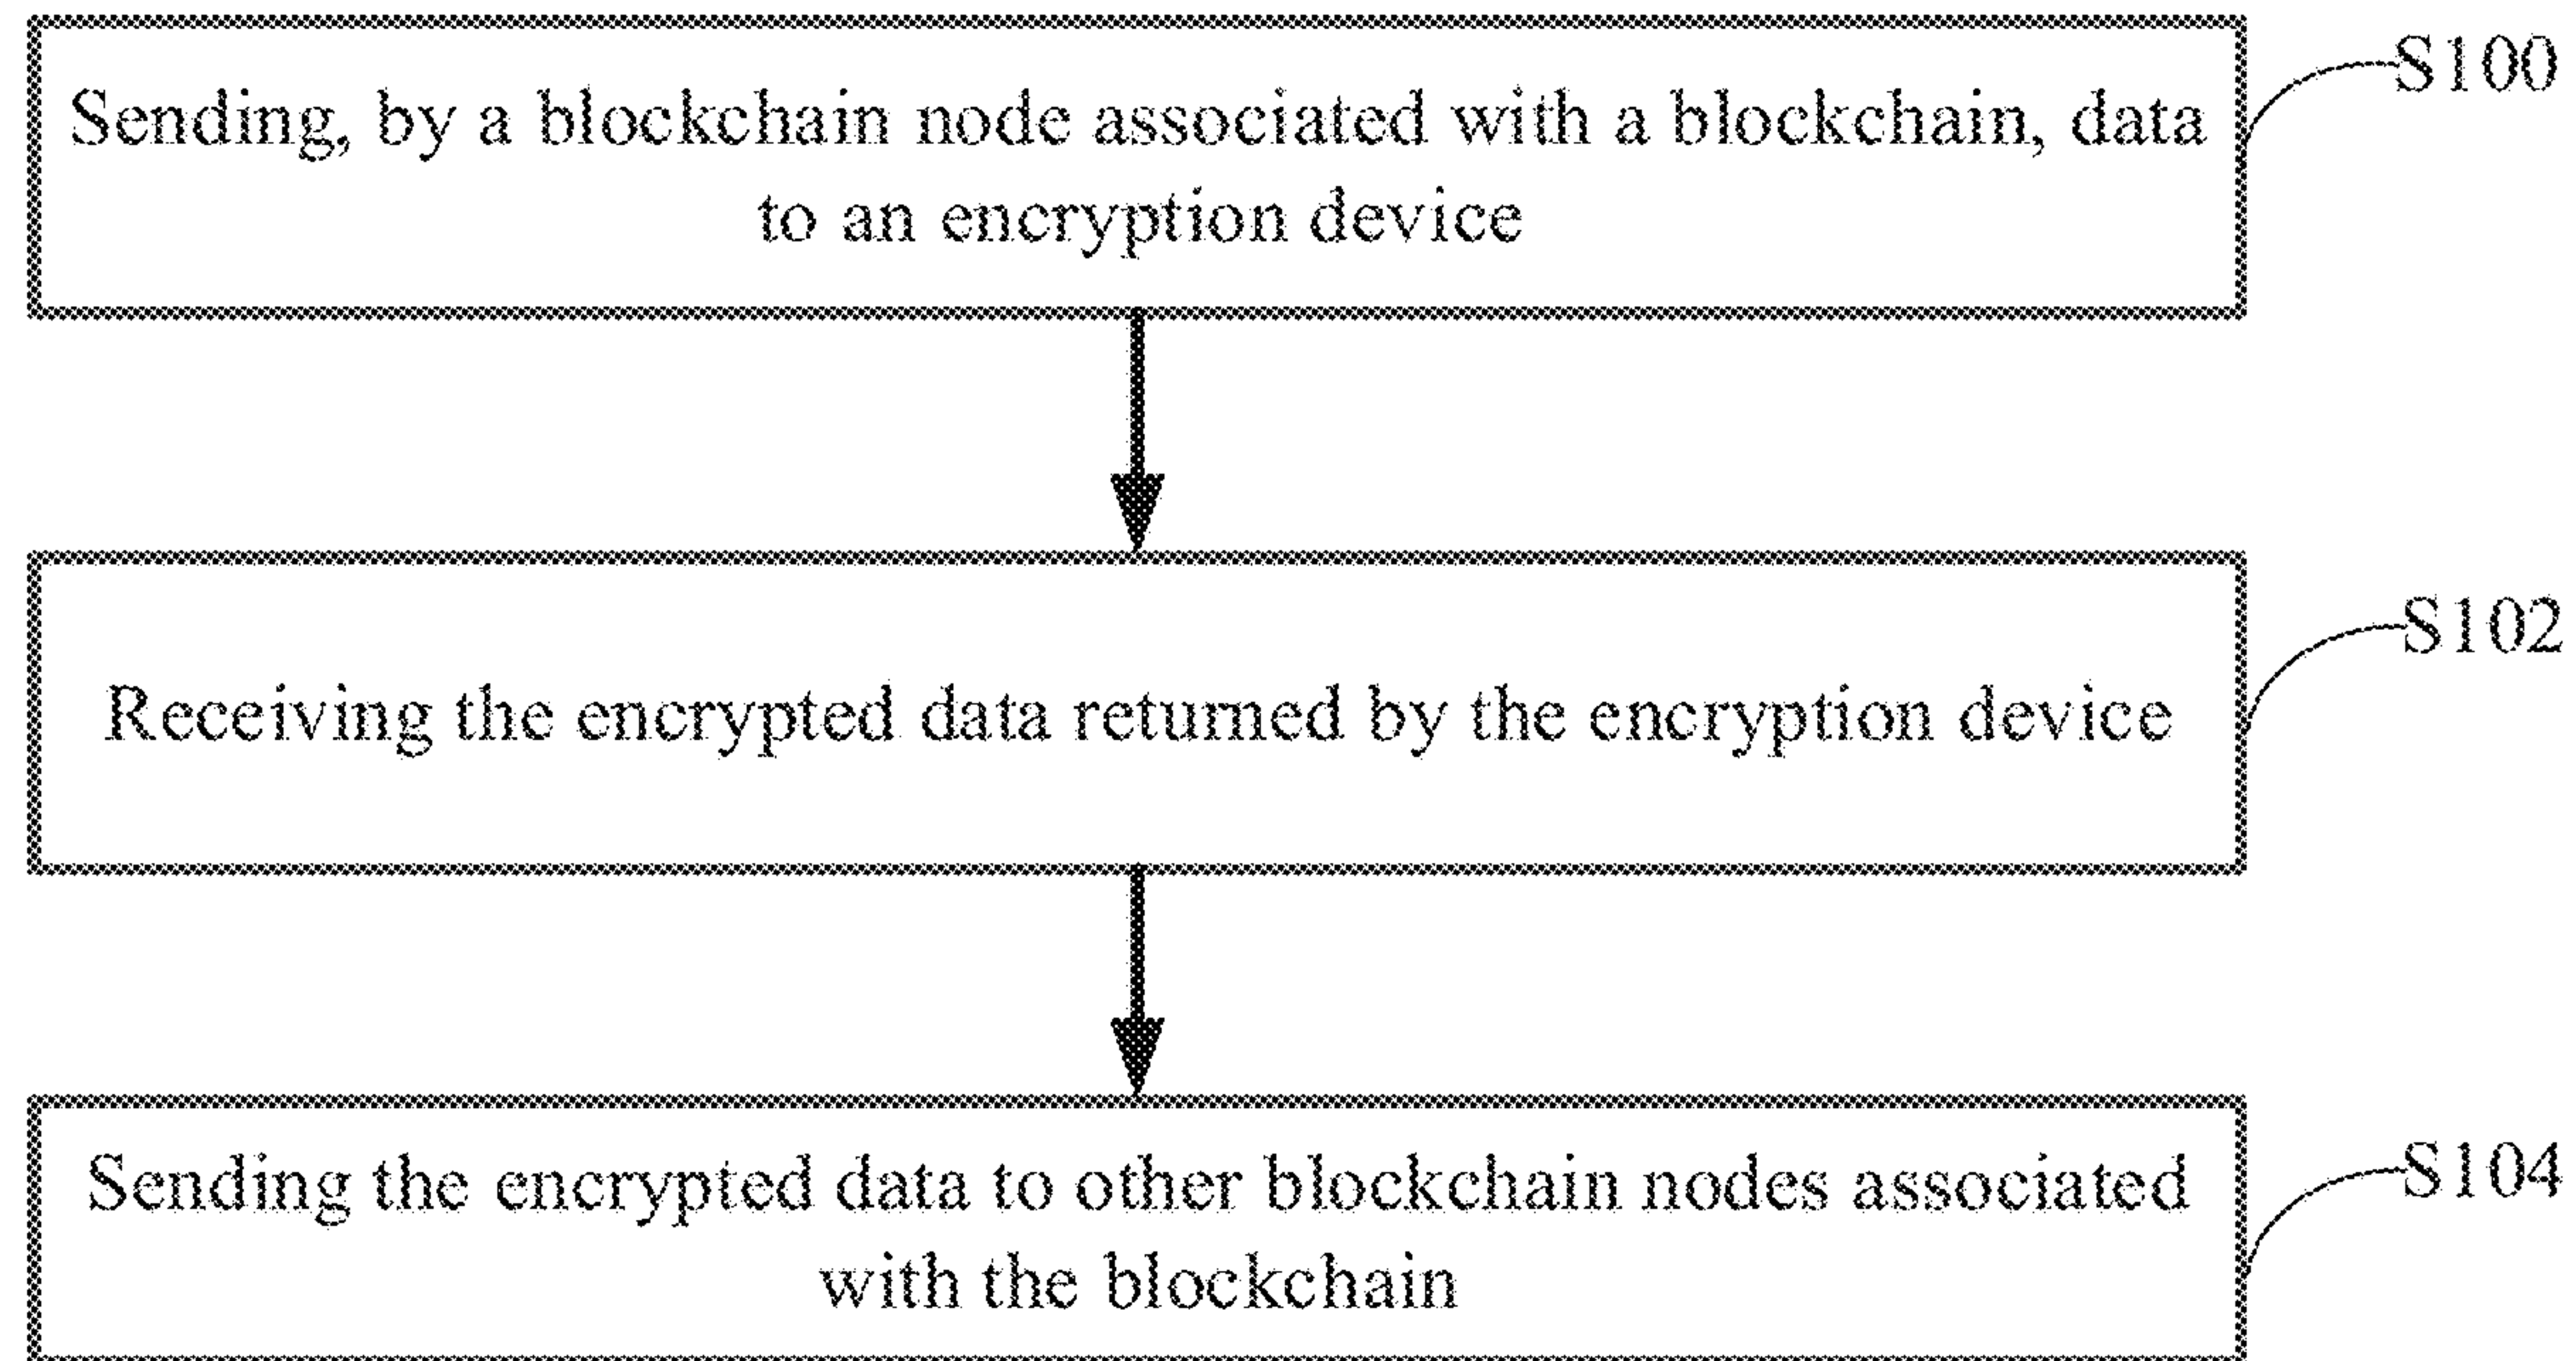 Sending, by a blockchain node associated with a blockchain, data
to an encryption device
S100
Receiving the encrypted data returned by the encryption device
S102
Sending the encrypted data to other blockchain nodes associated
with the blockchain
S104